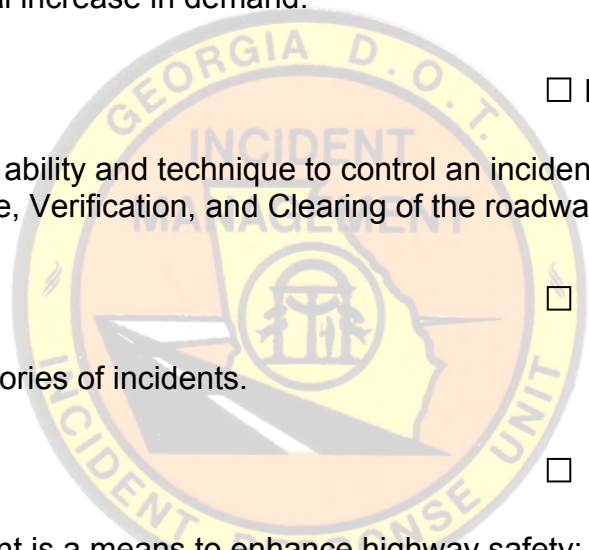 al increase in demand.
GEORGIA D.O.T.
☐
INCIDENT
ability and technique to control an inciden
e, Verification, and Clearing of the roadwa
MANAGEMENT
☐
ories of incidents.
☐
INCIDENT RESPONSE UNIT
nt is a means to enhance highway safety;